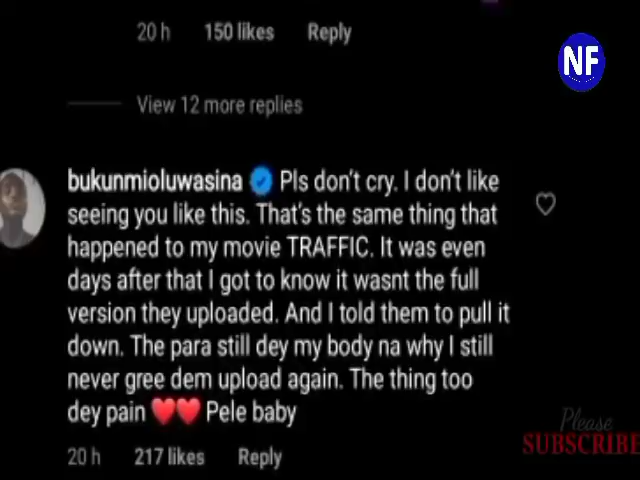 20 h 150 likes Reply
NF
View 12 more replies
bukunmioluwasina Pls don't cry. I don't like
seeing you like this. That's the same thing that
happened to my movie TRAFFIC. It was even
days after that I got to know it wasnt the full
version they uploaded. And I told them to pull it
down. The para still dey my body na why I still
never gree dem upload again. The thing too
dey pain ❤️❤️ Pele baby
20 h 217 likes Reply
Please
SUBSCRIBE